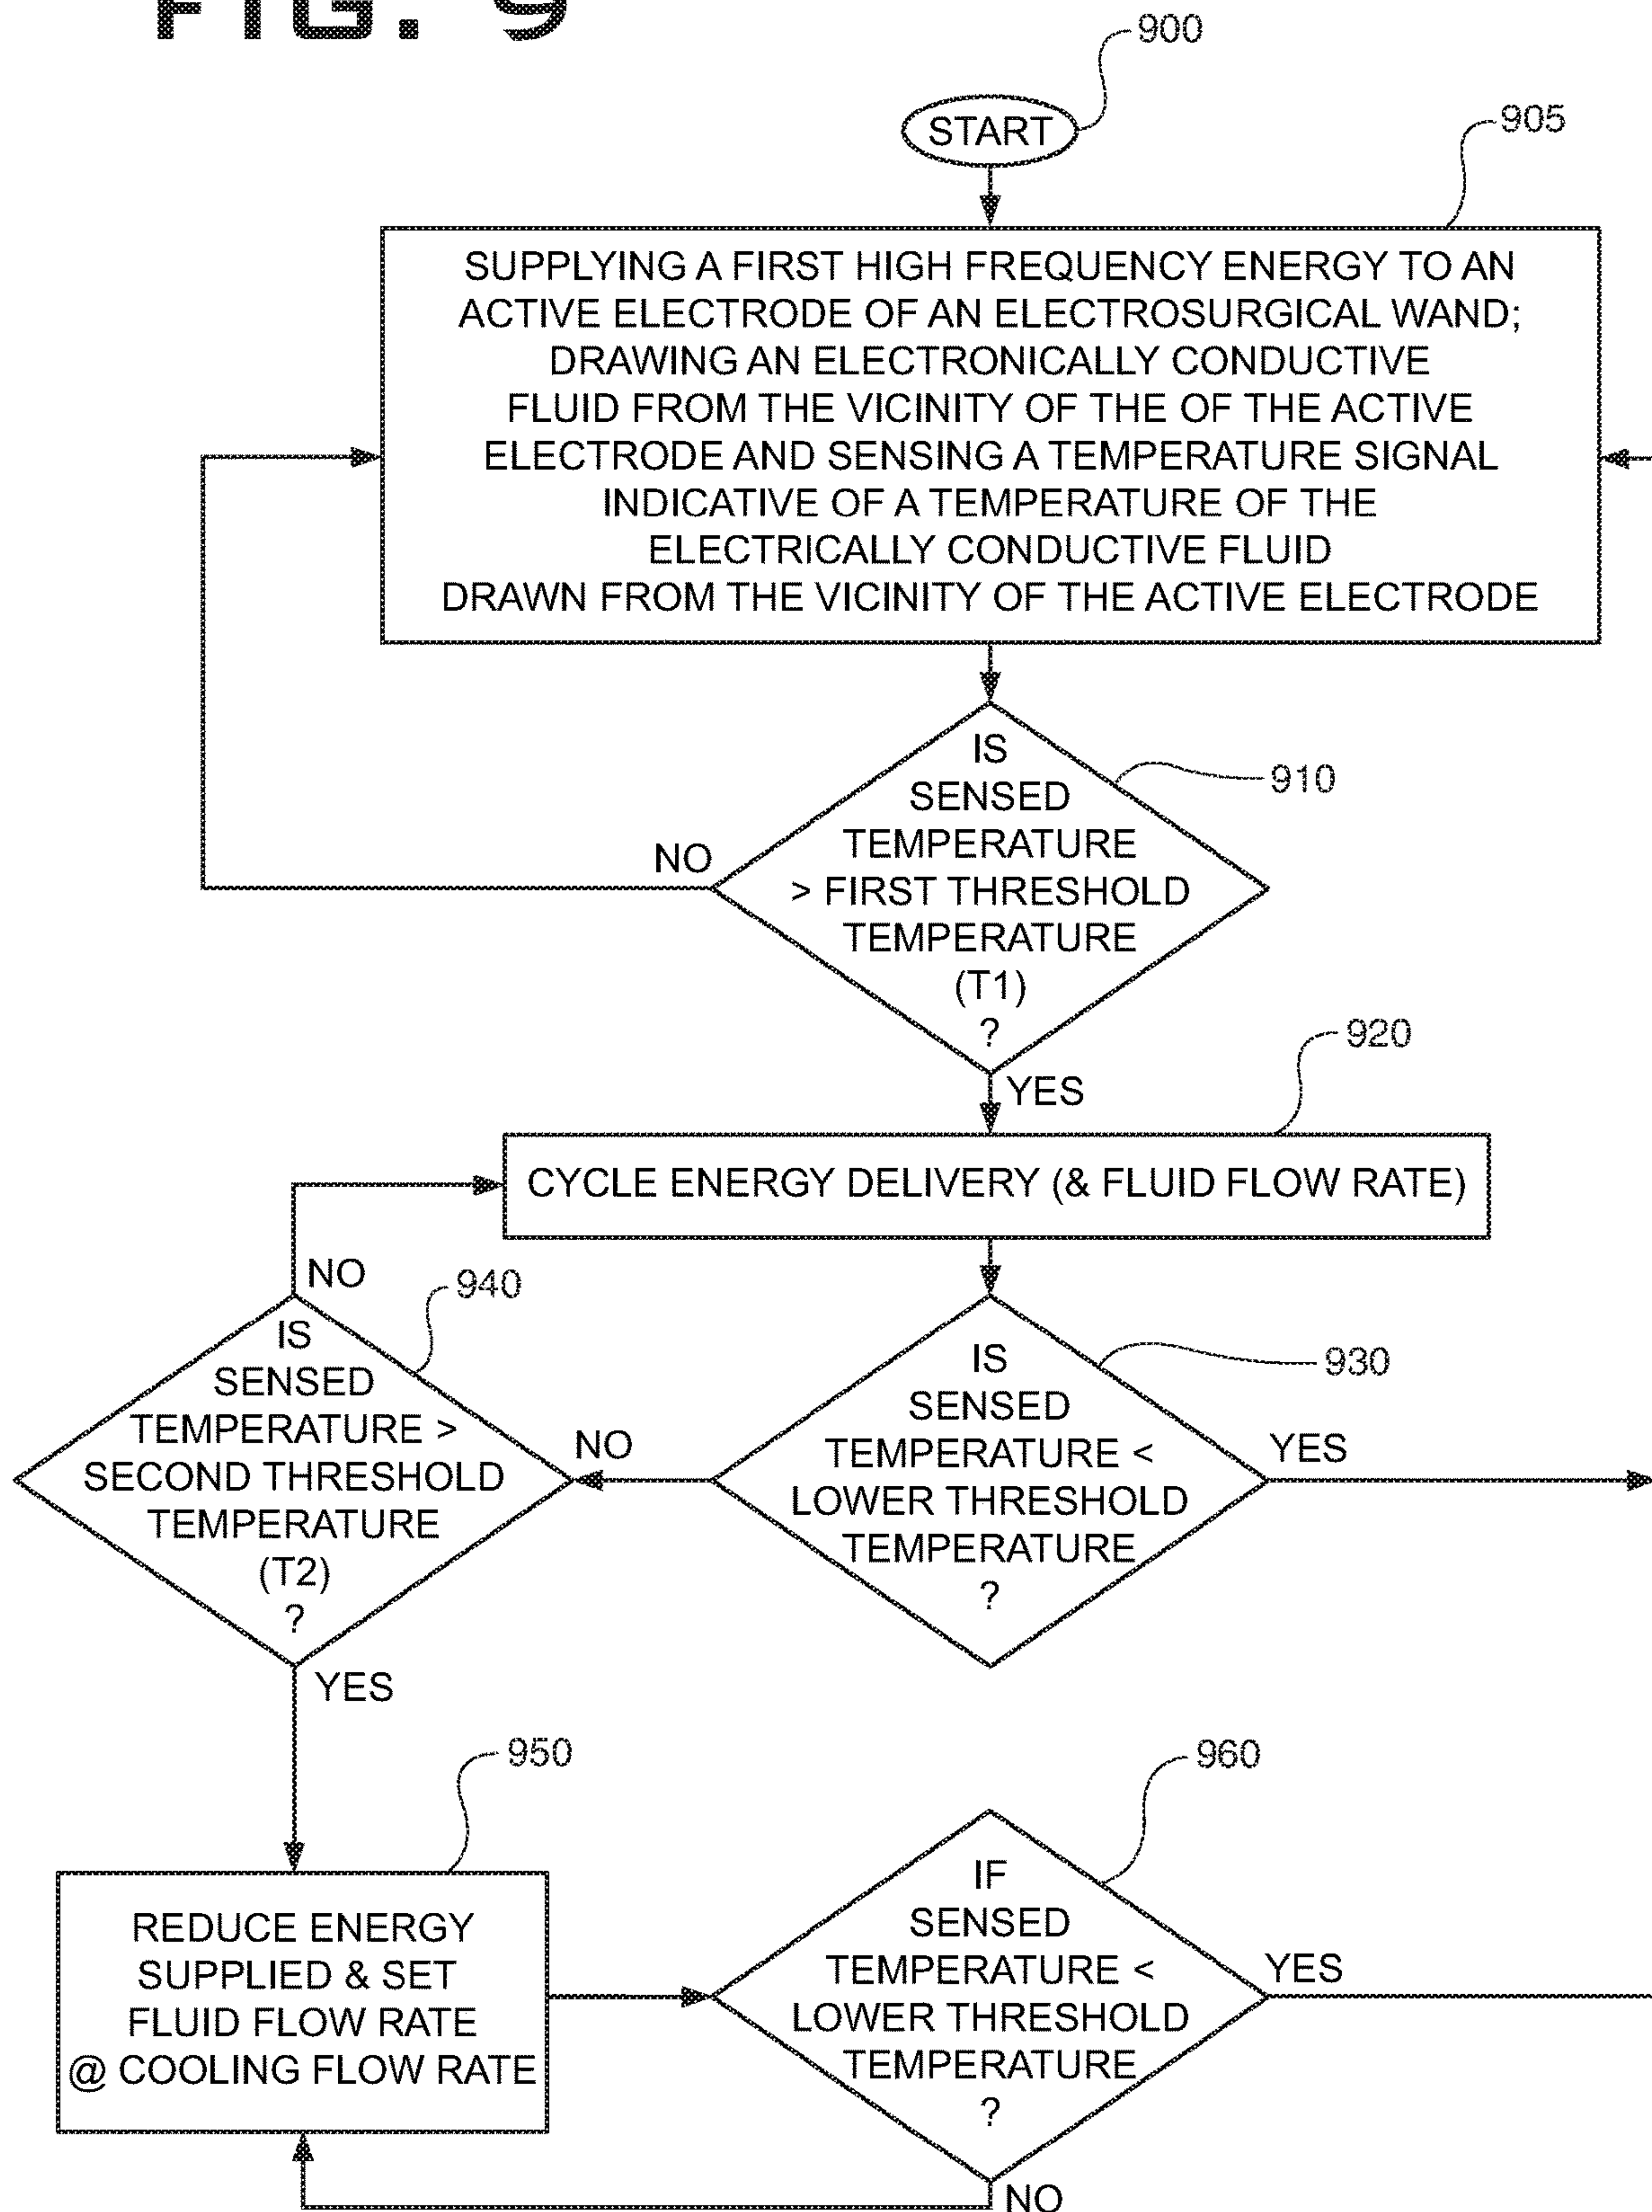 FIG. 9
900
START
905
SUPPLYING A FIRST HIGH FREQUENCY ENERGY TO AN
ACTIVE ELECTRODE OF AN ELECTROSURGICAL WAND;
DRAWING AN ELECTRONICALLY CONDUCTIVE
FLUID FROM THE VICINITY OF THE OF THE ACTIVE
ELECTRODE AND SENSING A TEMPERATURE SIGNAL
INDICATIVE OF A TEMPERATURE OF THE
ELECTRICALLY CONDUCTIVE FLUID
DRAWN FROM THE VICINITY OF THE ACTIVE ELECTRODE
IS
SENSED
TEMPERATURE
> FIRST THRESHOLD
TEMPERATURE
(T1)
?
910
NO
YES
920
CYCLE ENERGY DELIVERY (& FLUID FLOW RATE)
NO
940
IS
SENSED
TEMPERATURE >
SECOND THRESHOLD
TEMPERATURE
(T2)
?
NO
IS
SENSED
TEMPERATURE <
LOWER THRESHOLD
TEMPERATURE
?
930
YES
YES
950
REDUCE ENERGY
SUPPLIED & SET
FLUID FLOW RATE
@ COOLING FLOW RATE
960
IF
SENSED
TEMPERATURE <
LOWER THRESHOLD
TEMPERATURE
?
YES
NO